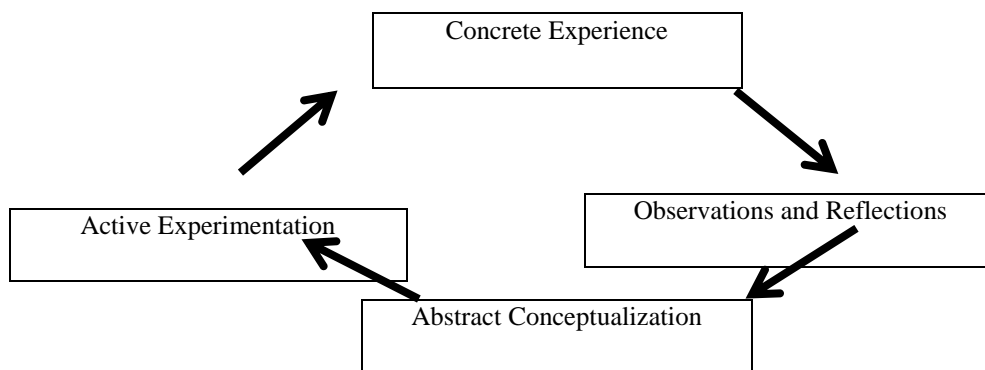 Concrete Experience
Observations and Reflections
Active Experimentation
Abstract Conceptualization